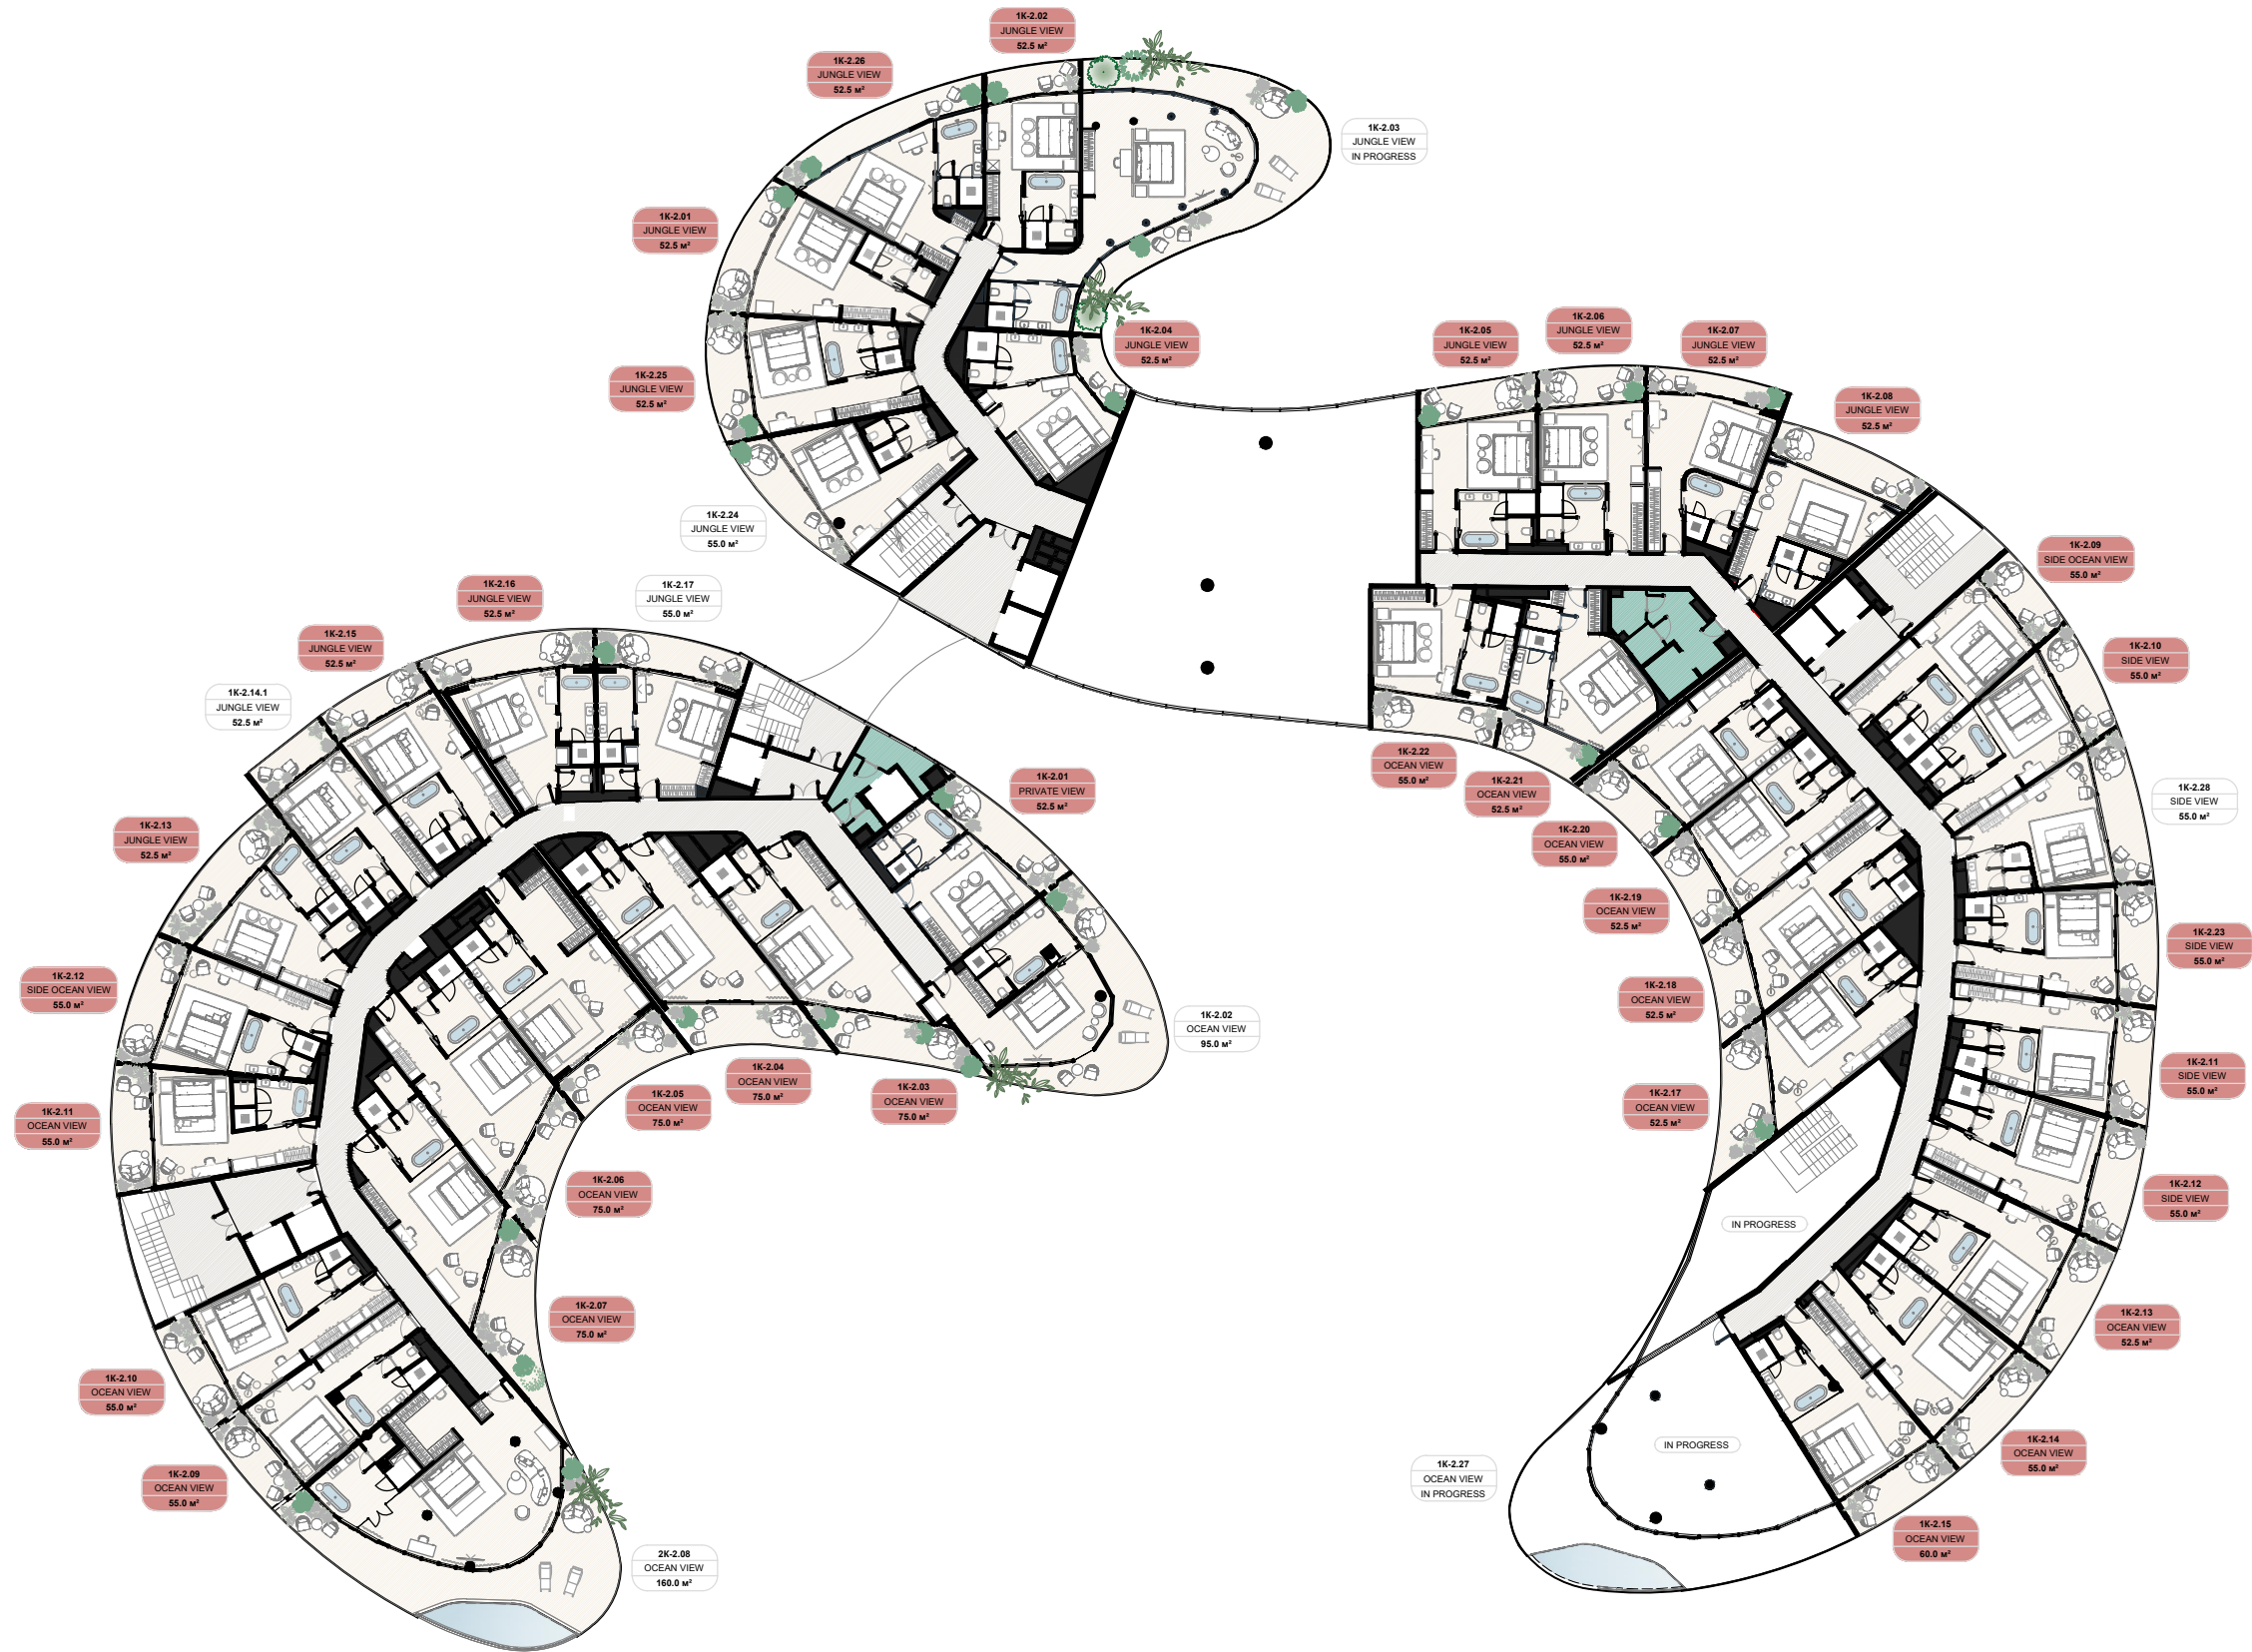 1K-2.02
JUNGLE VIEW
52.5 м²
1K-2.26
JUNGLE VIEW
52.5 м²
1K-2.03
JUNGLE VIEW
IN PROGRESS
1K-2.01
JUNGLE VIEW
52.5 м²
1K-2.04
JUNGLE VIEW
52.5 м²
1K-2.05
JUNGLE VIEW
52.5 м²
1K-2.06
JUNGLE VIEW
52.5 м²
1K-2.07
JUNGLE VIEW
52.5 м²
1K-2.25
JUNGLE VIEW
52.5 м²
1K-2.08
JUNGLE VIEW
52.5 м²
1K-2.24
JUNGLE VIEW
55.0 м²
1K-2.09
SIDE OCEAN VIEW
55.0 м²
1K-2.16
JUNGLE VIEW
52.5 м²
1K-2.17
JUNGLE VIEW
55.0 м²
1K-2.15
JUNGLE VIEW
52.5 м²
1K-2.10
SIDE VIEW
55.0 м²
1K-2.14.1
JUNGLE VIEW
52.5 м²
1K-2.22
OCEAN VIEW
55.0 м²
1K-2.21
OCEAN VIEW
52.5 м²
1K-2.01
PRIVATE VIEW
52.5 м²
1K-2.28
SIDE VIEW
55.0 м²
1K-2.13
JUNGLE VIEW
52.5 м²
1K-2.20
OCEAN VIEW
55.0 м²
1K-2.19
OCEAN VIEW
52.5 м²
1K-2.23
SIDE VIEW
55.0 м²
1K-2.12
SIDE OCEAN VIEW
55.0 м²
1K-2.18
OCEAN VIEW
52.5 м²
1K-2.02
OCEAN VIEW
95.0 м²
1K-2.11
SIDE VIEW
55.0 м²
1K-2.04
OCEAN VIEW
75.0 м²
1K-2.03
OCEAN VIEW
75.0 м²
1K-2.05
OCEAN VIEW
75.0 м²
1K-2.17
OCEAN VIEW
52.5 м²
1K-2.11
OCEAN VIEW
55.0 м²
1K-2.06
OCEAN VIEW
75.0 м²
1K-2.12
SIDE VIEW
55.0 м²
IN PROGRESS
1K-2.07
OCEAN VIEW
75.0 м²
1K-2.13
OCEAN VIEW
52.5 м²
1K-2.10
OCEAN VIEW
55.0 м²
1K-2.14
OCEAN VIEW
55.0 м²
IN PROGRESS
1K-2.27
OCEAN VIEW
IN PROGRESS
1K-2.09
OCEAN VIEW
55.0 м²
1K-2.15
OCEAN VIEW
60.0 м²
2K-2.08
OCEAN VIEW
160.0 м²